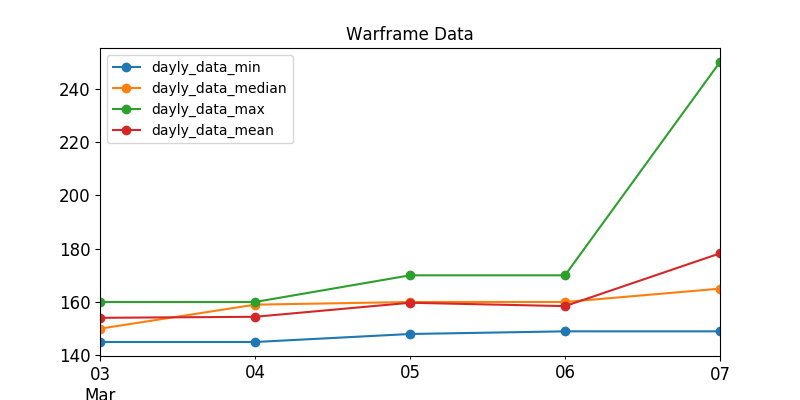 Warframe Data
dayly_data_min
dayly_data_median
dayly_data_max
dayly_data_mean
240
220
200
180
160
140
03 04 05 06 07
Mar